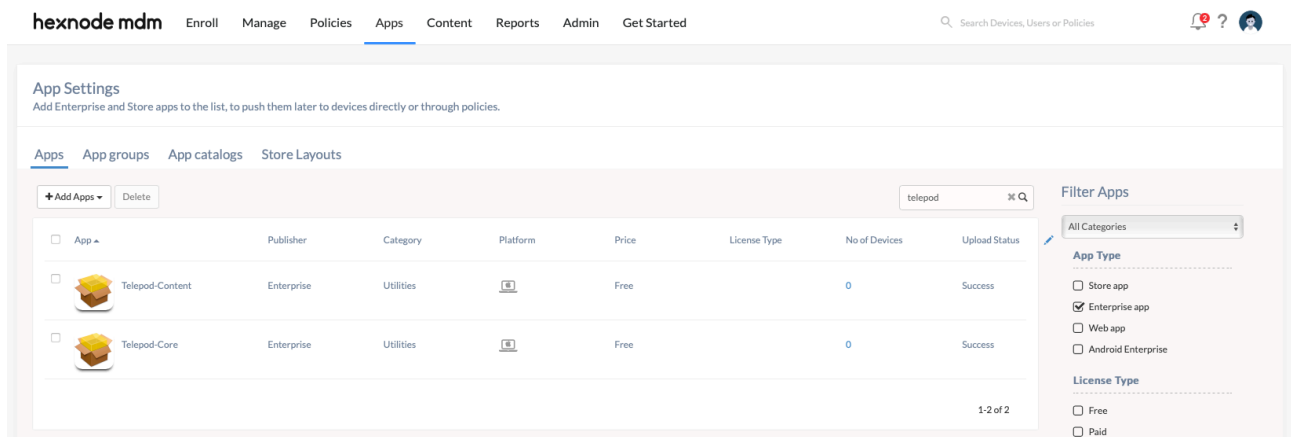 hexnode mdm Enroll Manage Policies Apps Content Reports Admin Get Started Search Devices, Users or Policies 2 ?
App Settings
Add Enterprise and Store apps to the list, to push them later to devices directly or through policies.
Apps App groups App catalogs Store Layouts
+ Add Apps Delete telepod
App Publisher Category Platform Price License Type No of Devices Upload Status
Telepod-Content Enterprise Utilities Free 0 Success
Telepod-Core Enterprise Utilities Free 0 Success
1-2 of 2
Filter Apps
All Categories
App Type
Store app
Enterprise app
Web app
Android Enterprise
License Type
Free
Paid